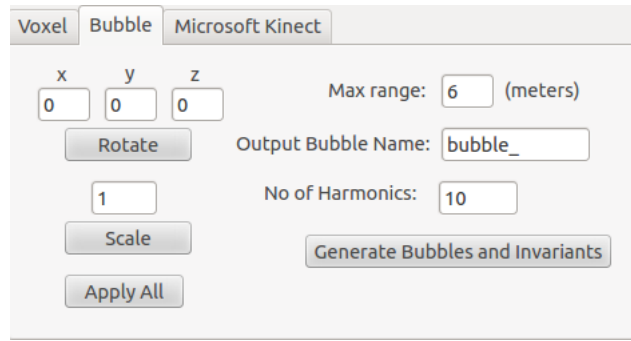 Voxel Bubble Microsoft Kinect
x y z
0 0 0
Max range: 6 (meters)
Rotate
Output Bubble Name: bubble_
1
No of Harmonics: 10
Scale
Generate Bubbles and Invariants
Apply All